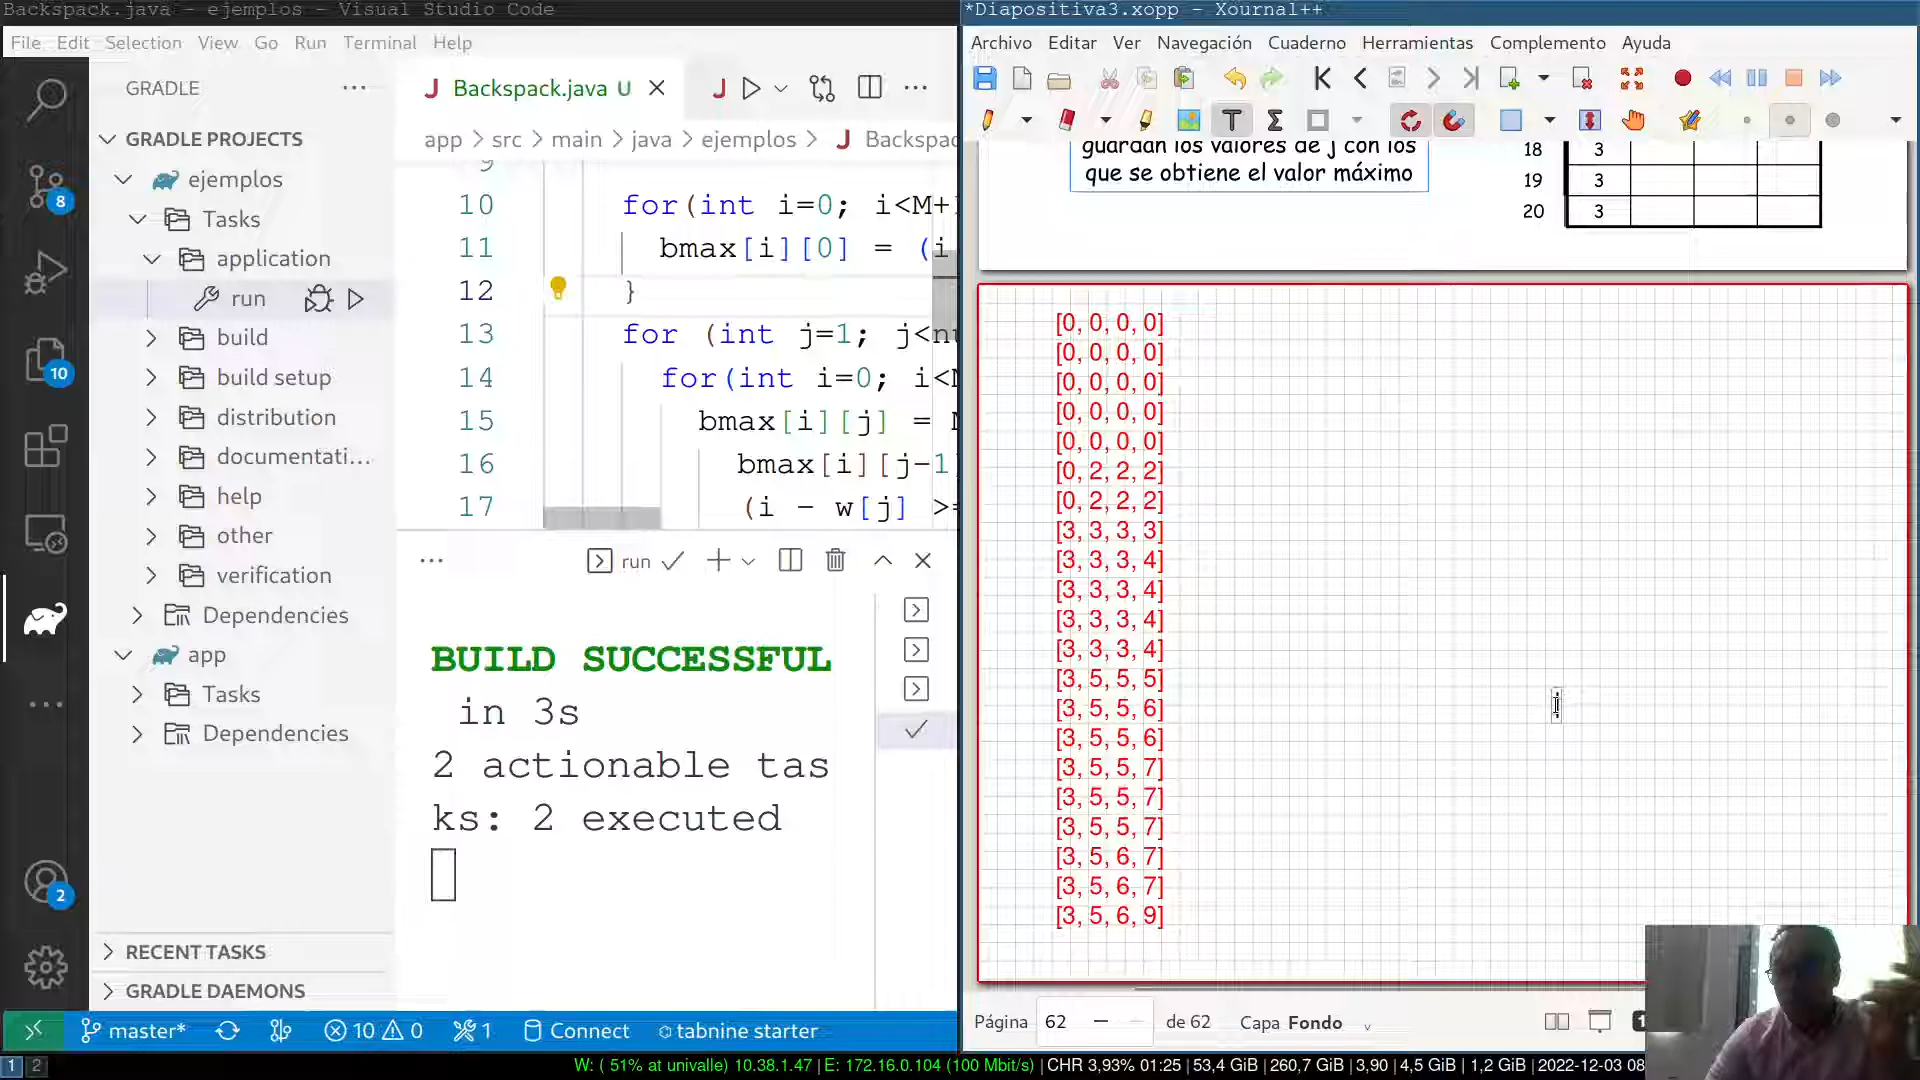 Backspack.java - ejemplos - Visual Studio Code
File Edit Selection View Go Run Terminal Help
GRADLE
GRADLE PROJECTS
ejemplos
Tasks
application
run
build
build setup
distribution
documentati...
help
other
verification
Dependencies
app
Tasks
Dependencies
RECENT TASKS
GRADLE DAEMONS
8
10
2
J Backspack.java U
J
app > src > main > java > ejemplos > J Backspac
9
10 for(int i=0; i<M+
11 bmax[i][0] = (i
12 }
13 for (int j=1; j<nu
14 for(int i=0; i<M
15 bmax[i][j] = M
16 bmax[i][j-1
17 (i - w[j] >=
run
BUILD SUCCESSFUL
in 3s
2 actionable tas
ks: 2 executed
master* 10 0 1 Connect tabnine starter
*Diapositiva3.xopp - Xournal++
Archivo Editar Ver Navegación Cuaderno Herramientas Complemento Ayuda
guardan los valores de j con los
que se obtiene el valor máximo
18 3
19 3
20 3
[0, 0, 0, 0]
[0, 0, 0, 0]
[0, 0, 0, 0]
[0, 0, 0, 0]
[0, 0, 0, 0]
[0, 2, 2, 2]
[0, 2, 2, 2]
[3, 3, 3, 3]
[3, 3, 3, 4]
[3, 3, 3, 4]
[3, 3, 3, 4]
[3, 3, 3, 4]
[3, 5, 5, 5]
[3, 5, 5, 6]
[3, 5, 5, 6]
[3, 5, 5, 7]
[3, 5, 5, 7]
[3, 5, 5, 7]
[3, 5, 6, 7]
[3, 5, 6, 7]
[3, 5, 6, 9]
Página 62 de 62 Capa Fondo
1 2 W: ( 51% at univalle) 10.38.1.47 | E: 172.16.0.104 (100 Mbit/s) | CHR 3,93% 01:25 | 53,4 GiB | 260,7 GiB | 3,90 | 4,5 GiB | 1,2 GiB | 2022-12-03 08